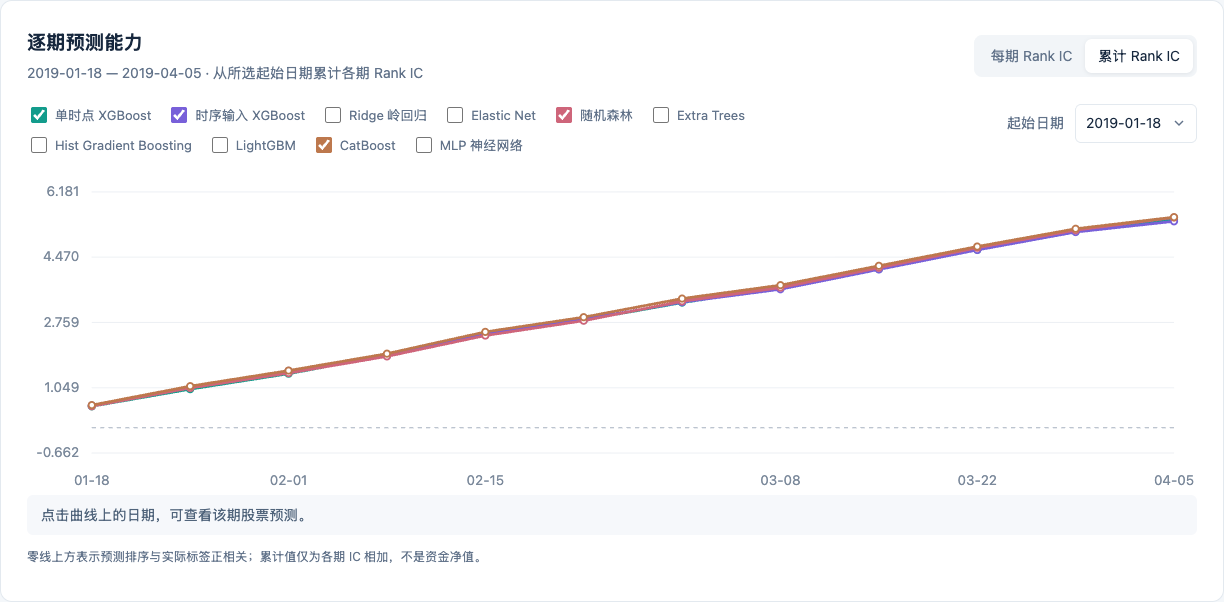 逐期预测能力
2019-01-18 — 2019-04-05 · 从所选起始日期累计各期 Rank IC
每期 Rank IC 累计 Rank IC
单时点 XGBoost 时序输入 XGBoost Ridge 岭回归 Elastic Net 随机森林 Extra Trees
Hist Gradient Boosting LightGBM CatBoost MLP 神经网络
起始日期 2019-01-18
6.181
4.470
2.759
1.049
-0.662
01-18 02-01 02-15 03-08 03-22 04-05
点击曲线上的日期，可查看该期股票预测。
零线上方表示预测排序与实际标签正相关；累计值仅为各期 IC 相加，不是资金净值。